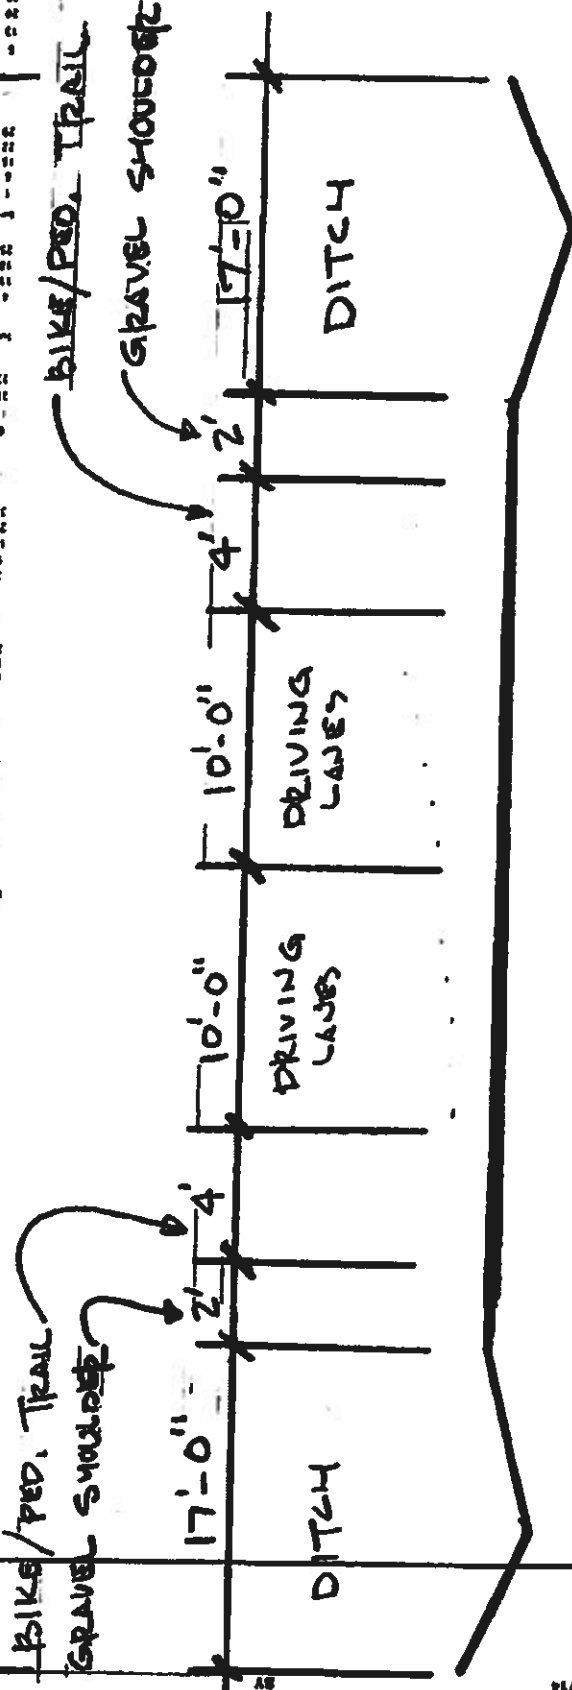 BIKE/PED. TRAIL
GRAVEL SHOULDER
BIKE/PED. TRAIL
GRAVEL SHOULDER
17'-0" 2' 4' 10'-0" 10'-0" 4' 2' 17'-0"
DITCH
DRIVING
LANES
DRIVING
LANES
DITCH
BY